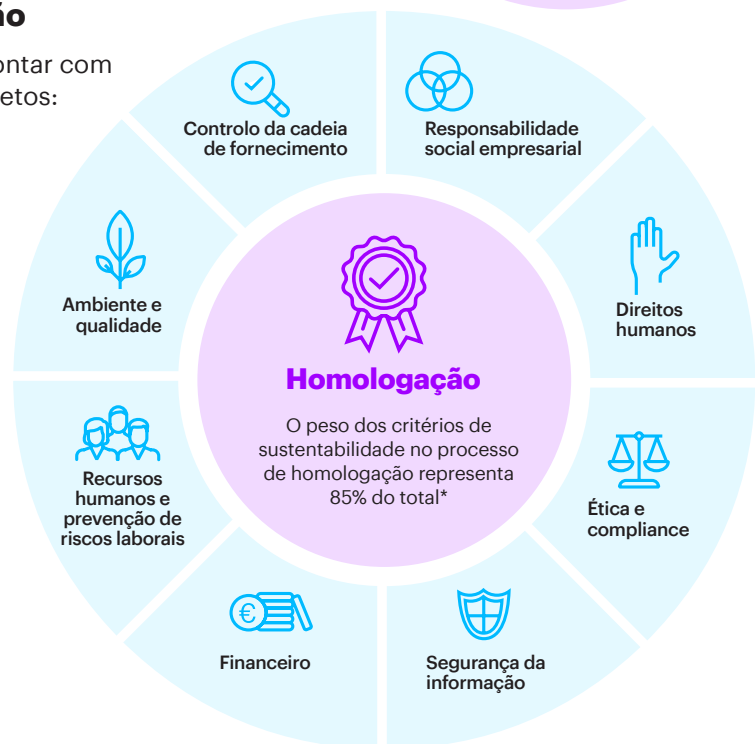 ão
ontar com
etos:
Controlo da cadeia
de fornecimento
Responsabilidade
social empresarial
Direitos
humanos
Ética e
compliance
Segurança da
informação
Financeiro
Recursos
humanos e
prevenção de
riscos laborais
Ambiente e
qualidade
Homologação
O peso dos critérios de
sustentabilidade no processo
de homologação representa
85% do total*